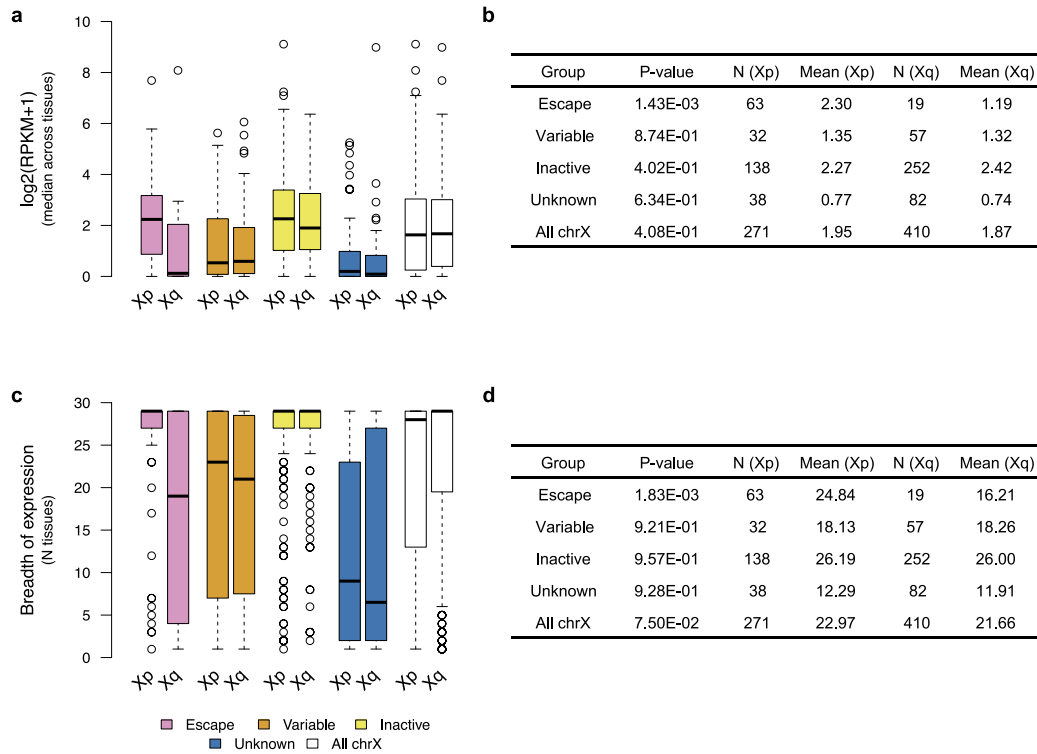 a
10
8
6
4
2
0
log2(RPKM+1)
(median across tissues)
Xp Xq Xp Xq Xp Xq Xp Xq Xp Xq
b
Group P-value N (Xp) Mean (Xp) N (Xq) Mean (Xq)
Escape 1.43E-03 63 2.30 19 1.19
Variable 8.74E-01 32 1.35 57 1.32
Inactive 4.02E-01 138 2.27 252 2.42
Unknown 6.34E-01 38 0.77 82 0.74
All chrX 4.08E-01 271 1.95 410 1.87
c
30
25
20
15
10
5
0
Breadth of expression
(N tissues)
Xp Xq Xp Xq Xp Xq Xp Xq Xp Xq
Escape Variable Inactive
Unknown All chrX
d
Group P-value N (Xp) Mean (Xp) N (Xq) Mean (Xq)
Escape 1.83E-03 63 24.84 19 16.21
Variable 9.21E-01 32 18.13 57 18.26
Inactive 9.57E-01 138 26.19 252 26.00
Unknown 9.28E-01 38 12.29 82 11.91
All chrX 7.50E-02 271 22.97 410 21.66